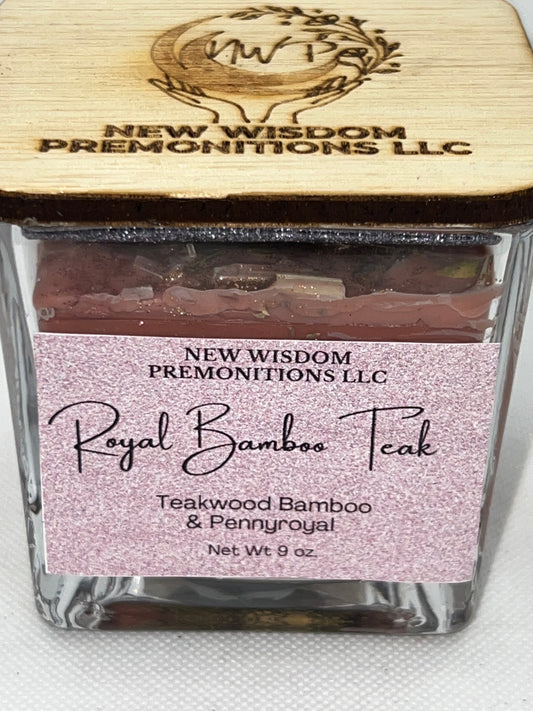 NWP
NEW WISDOM
PREMONITIONS LLC
NEW WISDOM
PREMONITIONS LLC
Royal Bamboo Teak
Teakwood Bamboo
& Pennyroyal
Net Wt 9 oz.